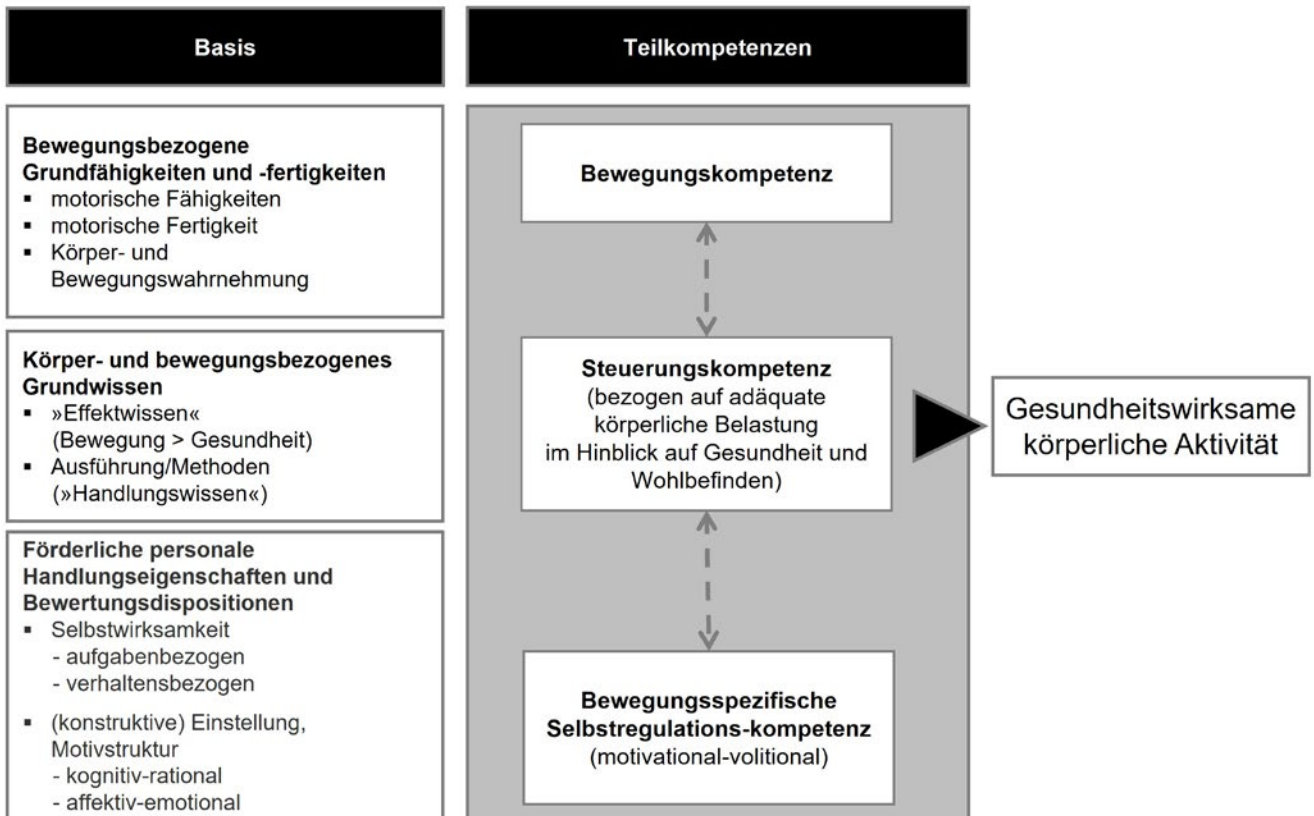 Basis
Bewegungsbezogene
Grundfähigkeiten und -fertigkeiten
▪ motorische Fähigkeiten
▪ motorische Fertigkeit
▪ Körper- und
Bewegungswahrnehmung
Körper- und bewegungsbezogenes
Grundwissen
▪ »Effektwissen«
(Bewegung > Gesundheit)
▪ Ausführung/Methoden
(»Handlungswissen«)
Förderliche personale
Handlungseigenschaften und
Bewertungsdispositionen
▪ Selbstwirksamkeit
- aufgabenbezogen
- verhaltensbezogen
▪ (konstruktive) Einstellung,
Motivstruktur
- kognitiv-rational
- affektiv-emotional
Teilkompetenzen
Bewegungskompetenz
Steuerungskompetenz
(bezogen auf adäquate
körperliche Belastung
im Hinblick auf Gesundheit und
Wohlbefinden)
Bewegungsspezifische
Selbstregulations-kompetenz
(motivational-volitional)
Gesundheitswirksame
körperliche Aktivität